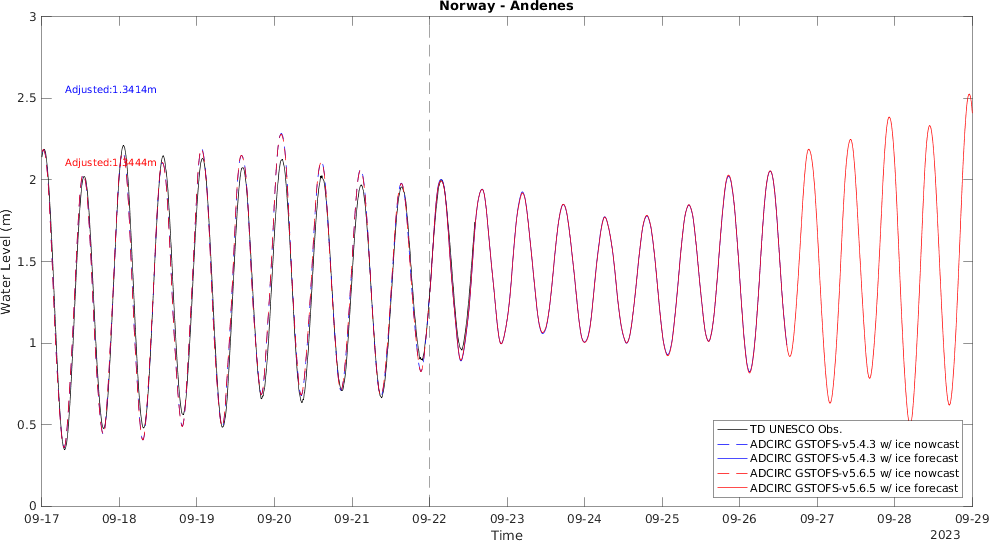 Norway - Andenes
3
2.5
2
1.5
1
0.5
0
Water Level (m)
Adjusted:1.3414m
Adjusted:1.3444m
TD UNESCO Obs.
ADCIRC GSTOFS-v5.4.3 w/ ice nowcast
ADCIRC GSTOFS-v5.4.3 w/ ice forecast
ADCIRC GSTOFS-v5.6.5 w/ ice nowcast
ADCIRC GSTOFS-v5.6.5 w/ ice forecast
09-17 09-18 09-19 09-20 09-21 09-22 09-23 09-24 09-25 09-26 09-27 09-28 09-29
Time
2023